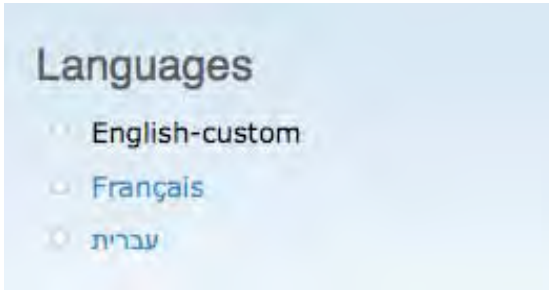 Languages
English-custom
Français
עברית